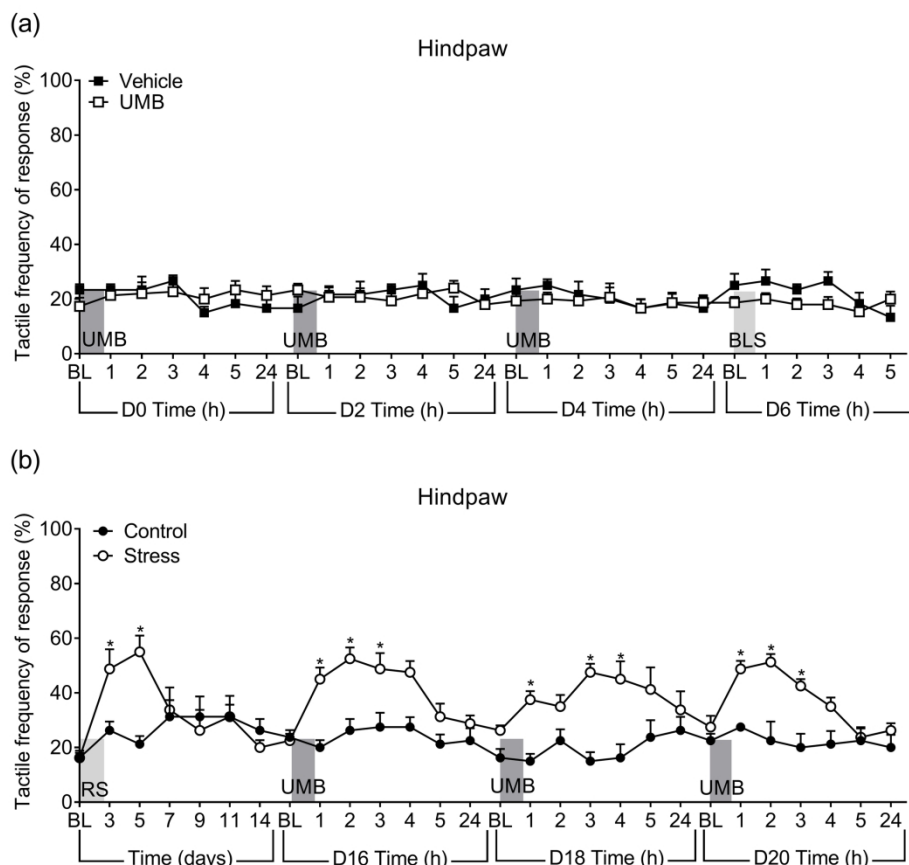 (a)
Hindpaw
Tactile frequency of response (%)
100
80
60
40
20
0
Vehicle
UMB
UMB UMB UMB BLS
BL 1 2 3 4 5 24 BL 1 2 3 4 5 24 BL 1 2 3 4 5 24 BL 1 2 3 4 5
D0 Time (h) D2 Time (h) D4 Time (h) D6 Time (h)
(b)
Hindpaw
Tactile frequency of response (%)
100
80
60
40
20
0
Control
Stress
* * * * * * * * * * *
RS UMB UMB UMB
BL 3 5 7 9 11 14 BL 1 2 3 4 5 24 BL 1 2 3 4 5 24 BL 1 2 3 4 5 24
Time (days) D16 Time (h) D18 Time (h) D20 Time (h)